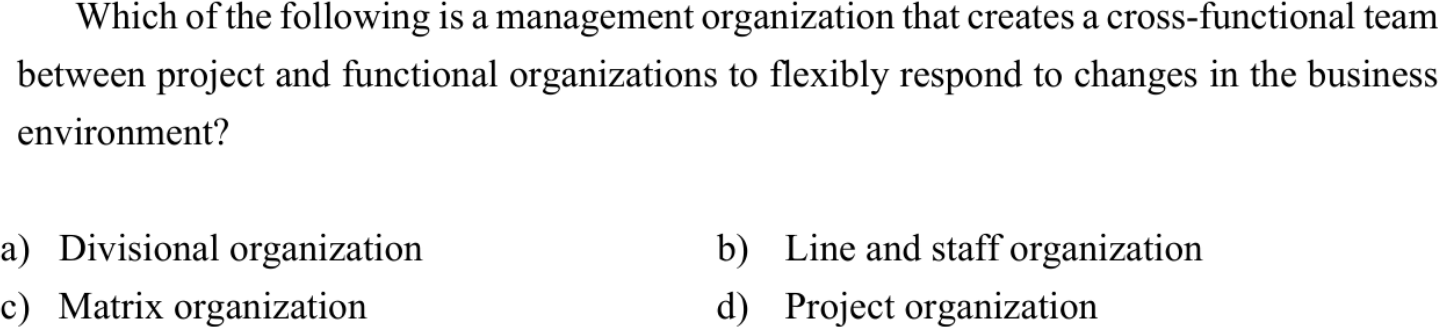 Which of the following is a management organization that creates a cross-functional team
between project and functional organizations to flexibly respond to changes in the business
environment?
a) Divisional organization b) Line and staff organization
c) Matrix organization d) Project organization